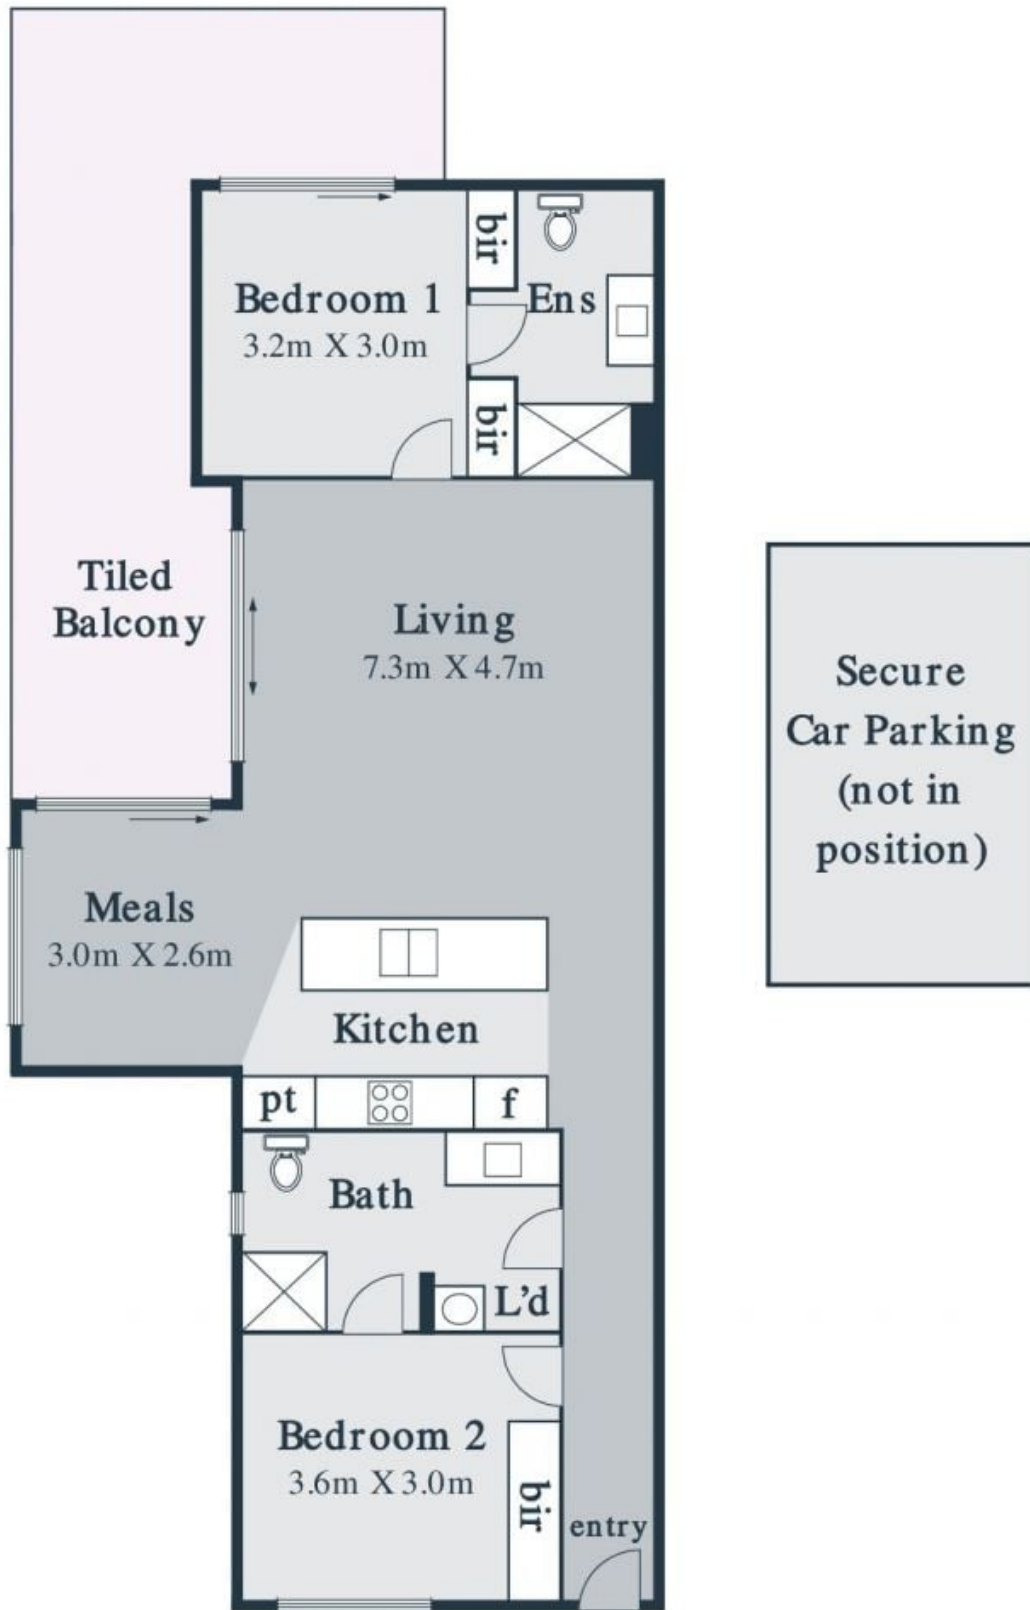 bir
Bedroom 1
3.2m X 3.0m
Ens
bir
Tiled
Balcony
Living
7.3m X 4.7m
Secure
Car Parking
(not in
position)
Meals
3.0m X 2.6m
Kitchen
pt
f
Bath
L'd
Bedroom 2
3.6m X 3.0m
bir
entry